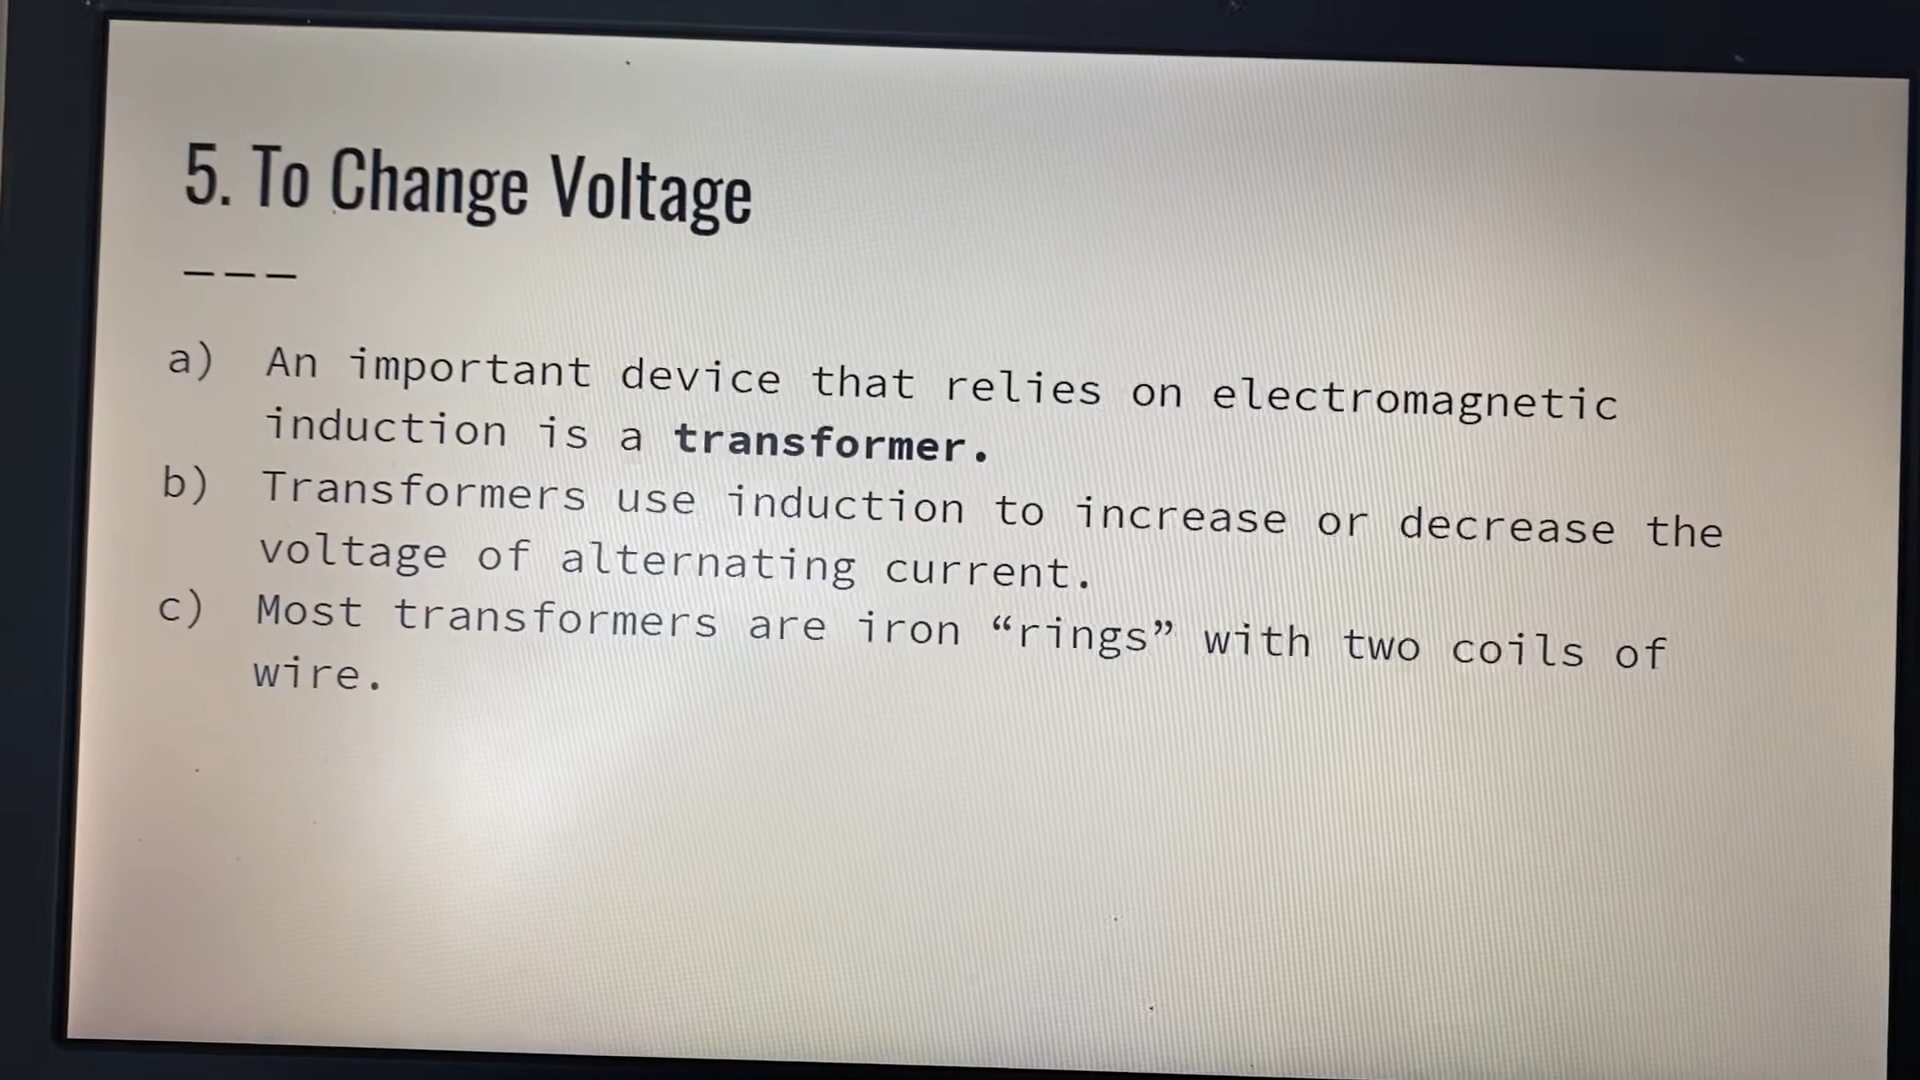 5. To Change Voltage
---
a) An important device that relies on electromagnetic
induction is a transformer.
b) Transformers use induction to increase or decrease the
voltage of alternating current.
c) Most transformers are iron “rings” with two coils of
wire.